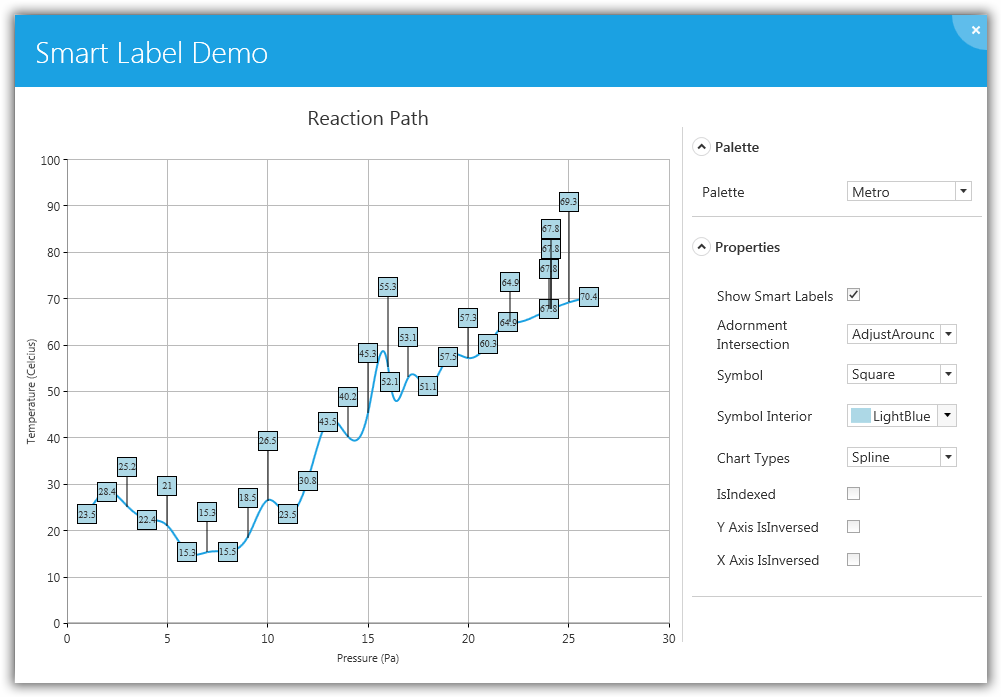 Smart Label Demo
Reaction Path
Temperature (Celcius)
100
90
80
70
60
50
40
30
20
10
0
0 5 10 15 20 25 30
Pressure (Pa)
23.5
28.4
25.2
22.4
21
15.3
15.3
15.5
18.5
26.5
23.5
30.8
43.5
40.2
45.3
55.3
52.1
53.1
51.1
57.5
57.3
60.3
64.9
64.9
67.8
67.8
67.8
67.8
69.3
70.4
Palette
Palette Metro
Properties
Show Smart Labels
Adornment
Intersection AdjustAround
Symbol Square
Symbol Interior LightBlue
Chart Types Spline
IsIndexed
Y Axis IsInversed
X Axis IsInversed